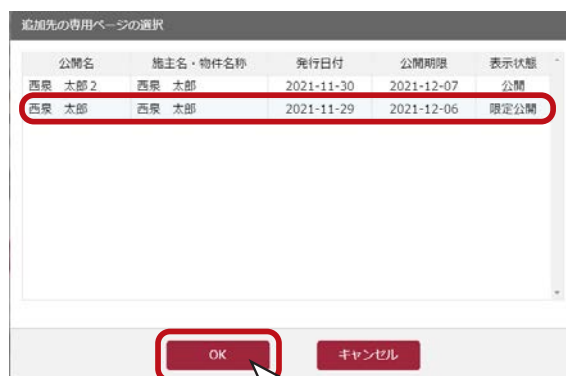 追加先の専用ページの選択
公開名 施主名・物件名称 発行日付 公開期限 表示状態
西泉 太郎2 西泉 太郎 2021-11-30 2021-12-07 公開
西泉 太郎 西泉 太郎 2021-11-29 2021-12-06 限定公開
OK キャンセル